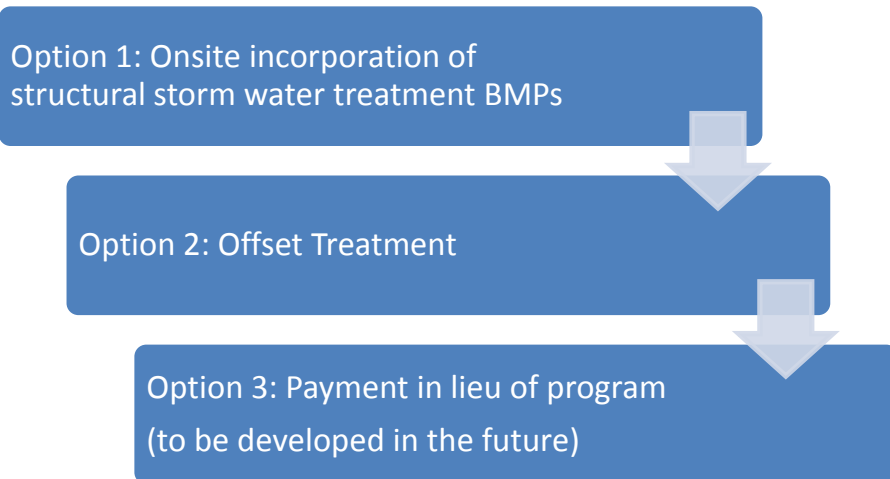 Option 1: Onsite incorporation of
structural storm water treatment BMPs
Option 2: Offset Treatment
Option 3: Payment in lieu of program
(to be developed in the future)